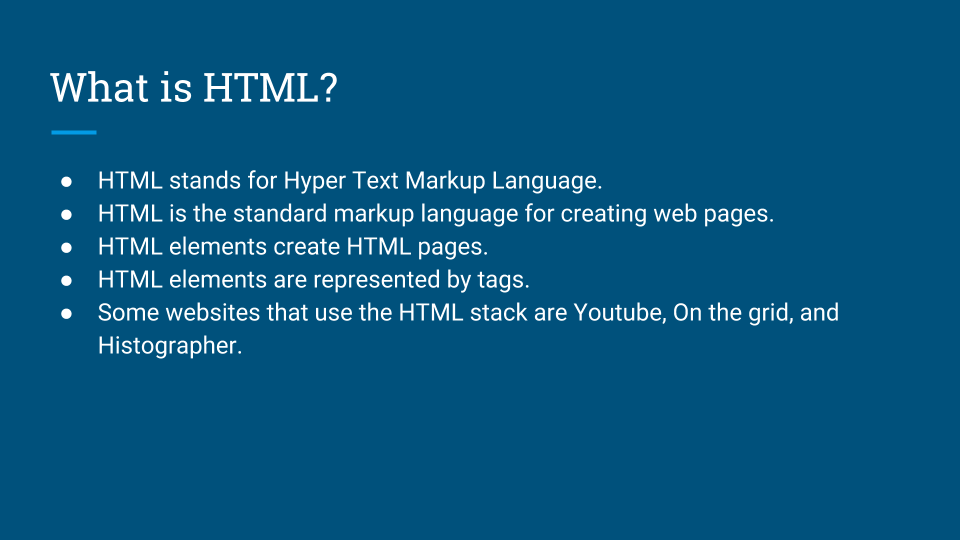 What is HTML?
● HTML stands for Hyper Text Markup Language.
● HTML is the standard markup language for creating web pages.
● HTML elements create HTML pages.
● HTML elements are represented by tags.
● Some websites that use the HTML stack are Youtube, On the grid, and
Histographer.